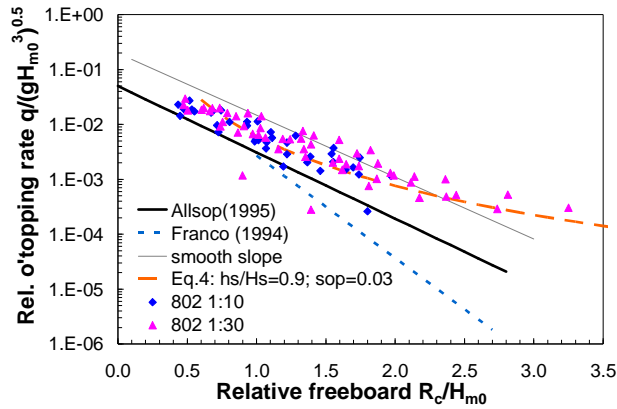 Rel. o'topping rate q/(gHm0³)^0.5
1.E+00
1.E-01
1.E-02
1.E-03
1.E-04
1.E-05
1.E-06
Allsop(1995)
Franco (1994)
smooth slope
Eq.4: hs/Hs=0.9; sop=0.03
802 1:10
802 1:30
0.0 0.5 1.0 1.5 2.0 2.5 3.0 3.5
Relative freeboard Rc/Hm0